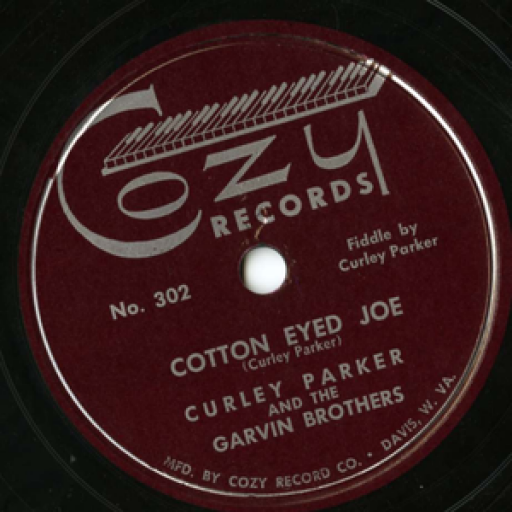 Cozy
RECORDS
Fiddle by
Curley Parker
No. 302
COTTON EYED JOE
(Curley Parker)
CURLEY PARKER
AND THE
GARVIN BROTHERS
MFD. BY COZY RECORD CO. • DAVIS, W. VA.